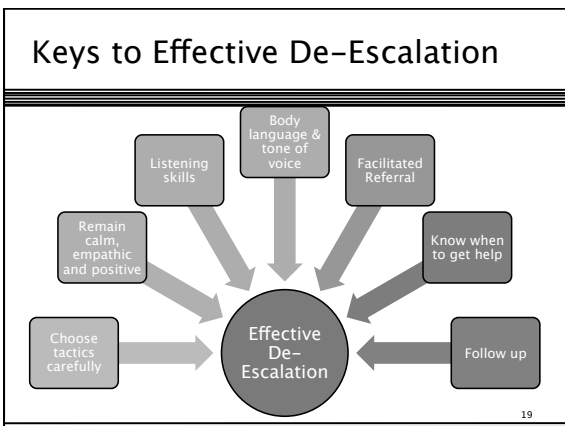 Keys to Effective De-Escalation
Choose
tactics
carefully
Remain
calm,
empathic
and positive
Listening
skills
Body
language &
tone of
voice
Facilitated
Referral
Know when
to get help
Follow up
Effective
De-
Escalation
19